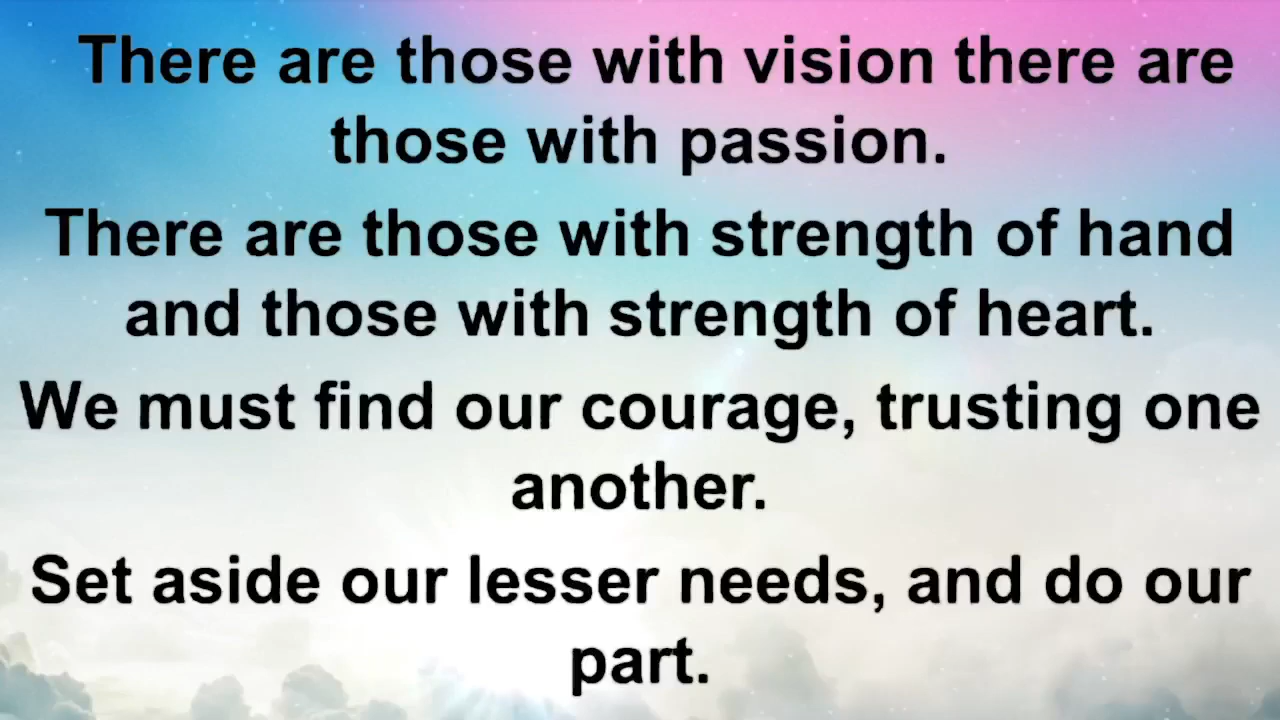 There are those with vision there are
those with passion.
There are those with strength of hand
and those with strength of heart.
We must find our courage, trusting one
another.
Set aside our lesser needs, and do our
part.